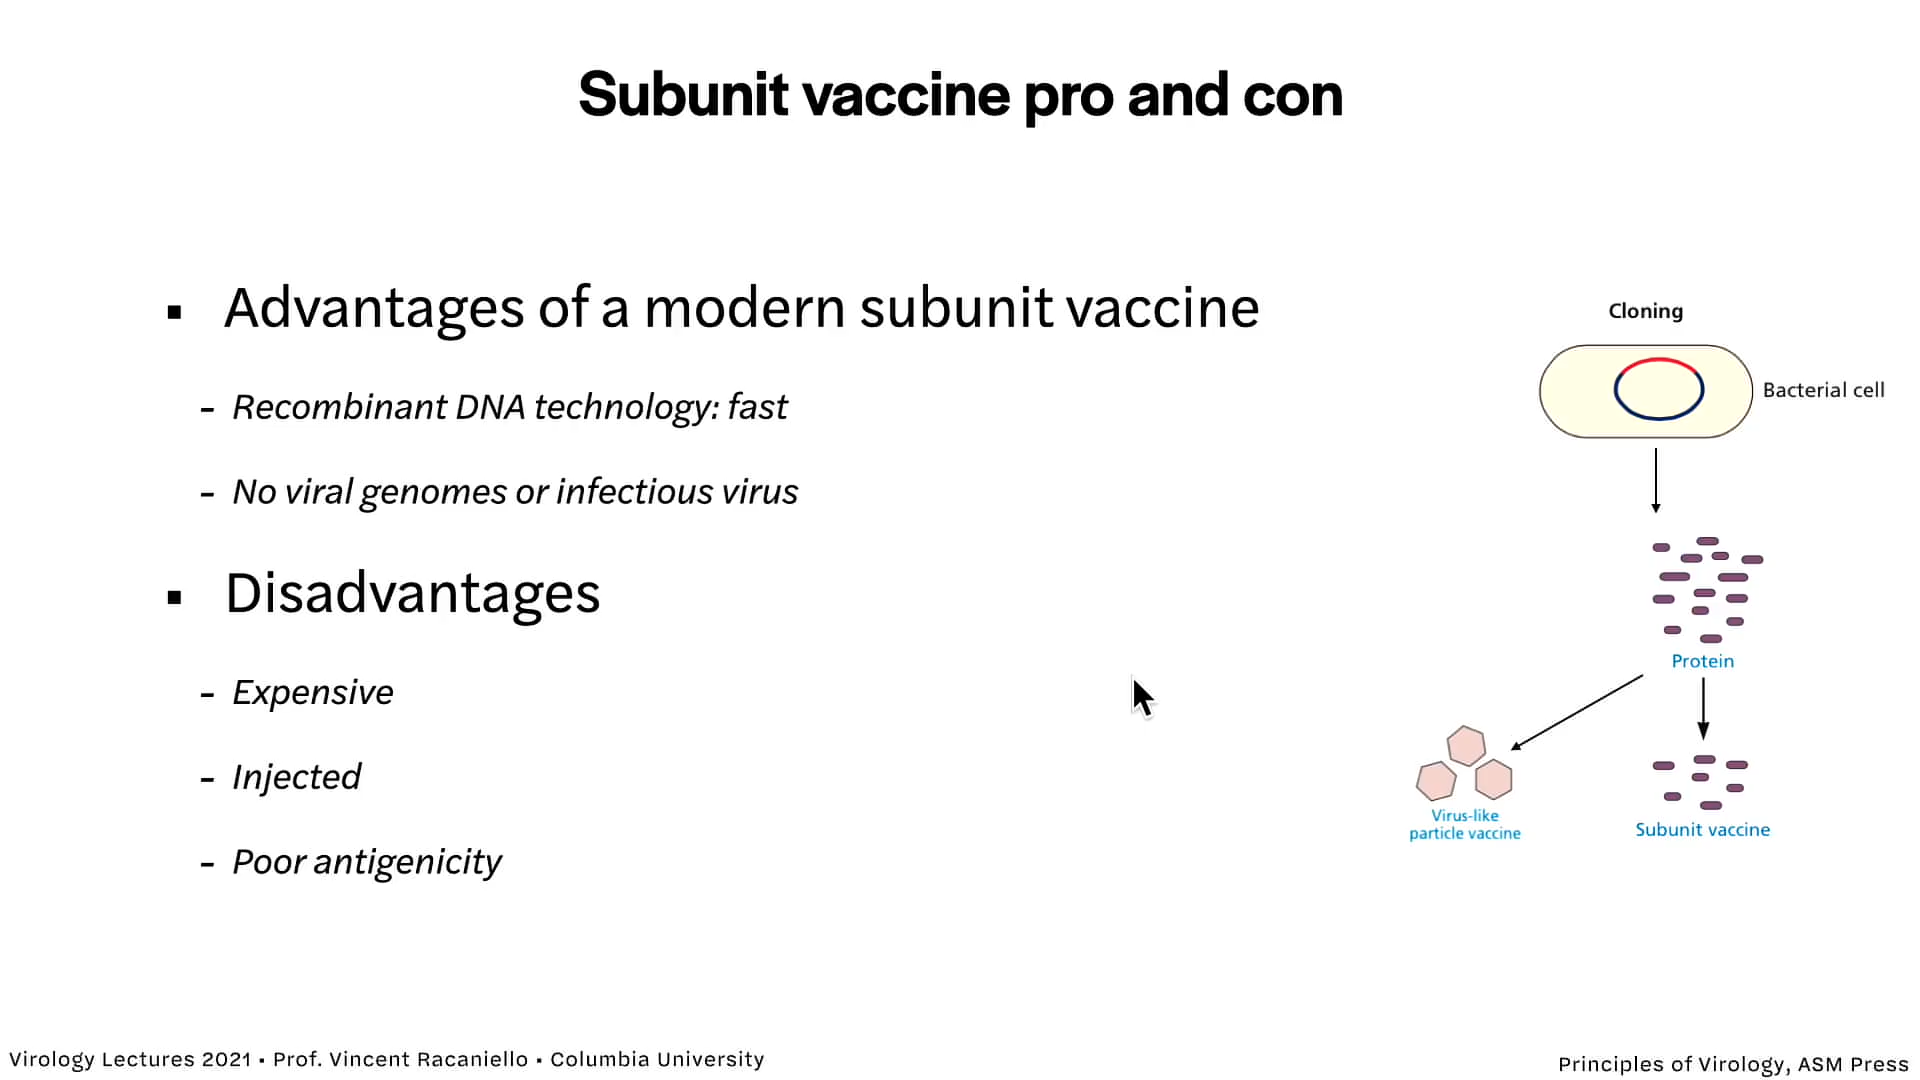 Subunit vaccine pro and con
▪ Advantages of a modern subunit vaccine
- Recombinant DNA technology: fast
- No viral genomes or infectious virus
▪ Disadvantages
- Expensive
- Injected
- Poor antigenicity
Cloning
Bacterial cell
Protein
Virus-like
particle vaccine
Subunit vaccine
Virology Lectures 2021 • Prof. Vincent Racaniello • Columbia University
Principles of Virology, ASM Press